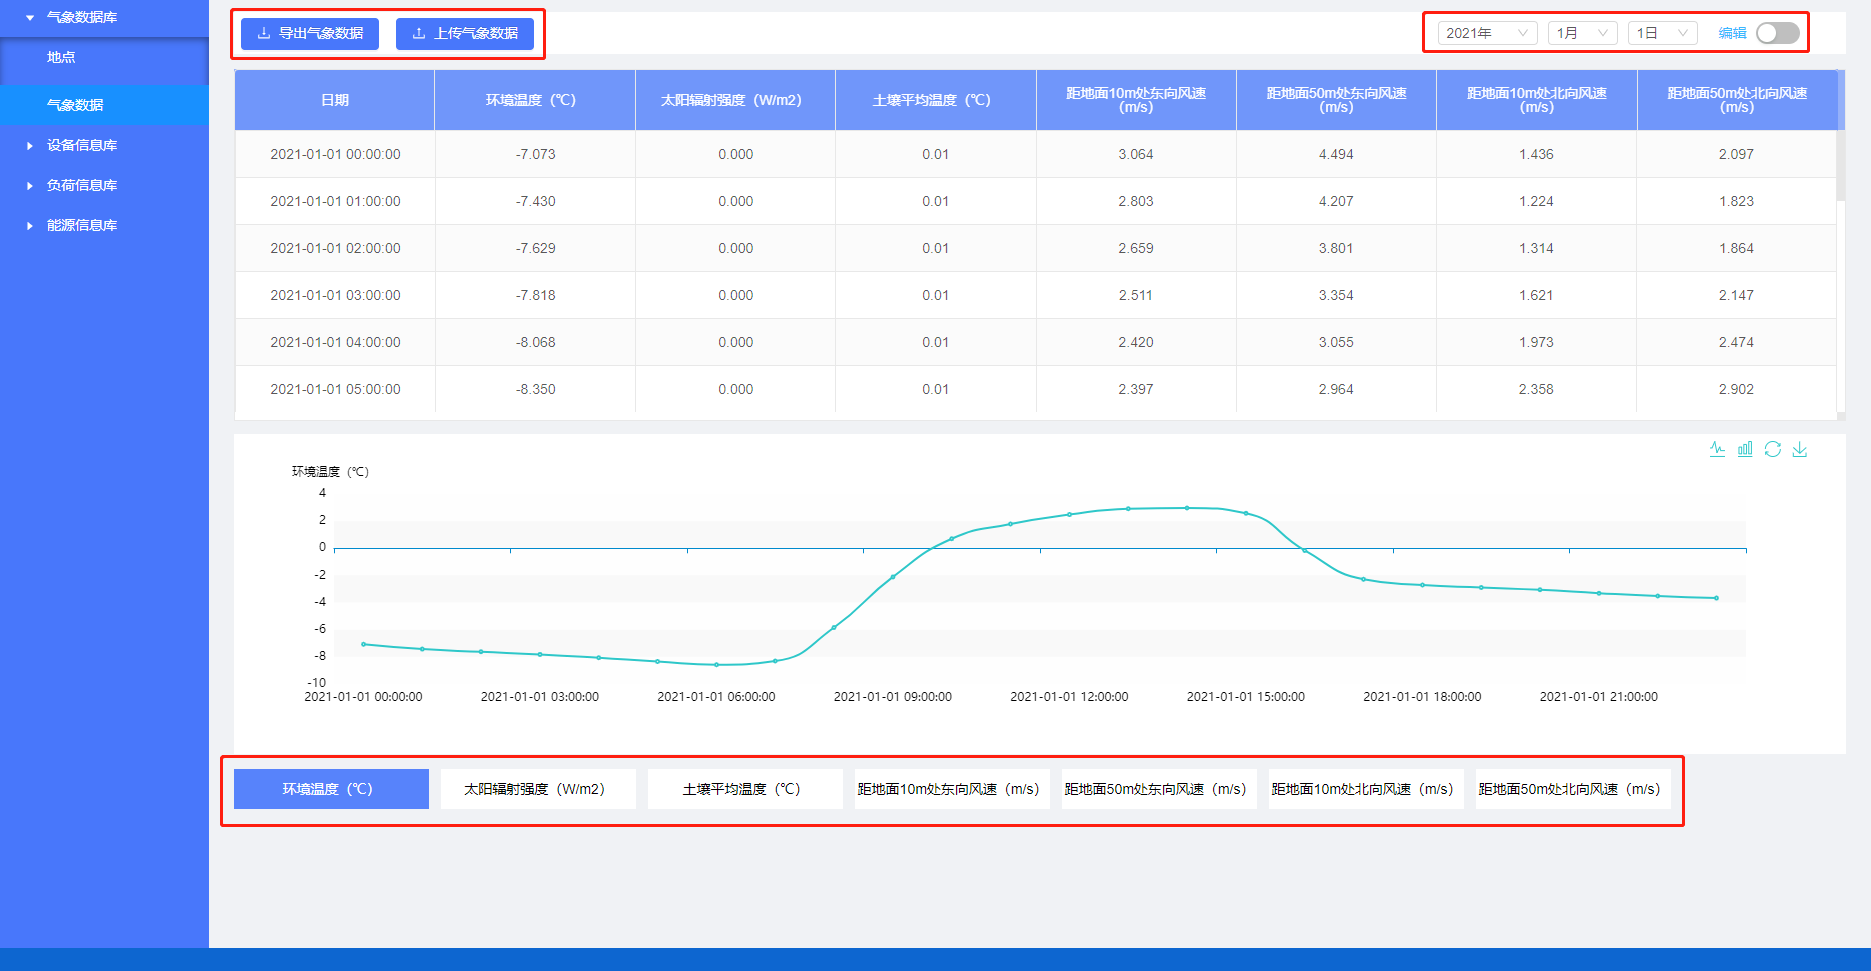 气象数据库
地点
气象数据
设备信息库
负荷信息库
能源信息库
导出气象数据 上传气象数据 2021年 1月 1日 编辑
日期 环境温度（℃） 太阳辐射强度（W/m2） 土壤平均温度（℃） 距地面10m处东向风速（m/s） 距地面50m处东向风速（m/s） 距地面10m处北向风速（m/s） 距地面50m处北向风速（m/s）
2021-01-01 00:00:00 -7.073 0.000 0.01 3.064 4.494 1.436 2.097
2021-01-01 01:00:00 -7.430 0.000 0.01 2.803 4.207 1.224 1.823
2021-01-01 02:00:00 -7.629 0.000 0.01 2.659 3.801 1.314 1.864
2021-01-01 03:00:00 -7.818 0.000 0.01 2.511 3.354 1.621 2.147
2021-01-01 04:00:00 -8.068 0.000 0.01 2.420 3.055 1.973 2.474
2021-01-01 05:00:00 -8.350 0.000 0.01 2.397 2.964 2.358 2.902
环境温度（℃）
4
2
0
-2
-4
-6
-8
-10
2021-01-01 00:00:00 2021-01-01 03:00:00 2021-01-01 06:00:00 2021-01-01 09:00:00 2021-01-01 12:00:00 2021-01-01 15:00:00 2021-01-01 18:00:00 2021-01-01 21:00:00
环境温度（℃） 太阳辐射强度（W/m2） 土壤平均温度（℃） 距地面10m处东向风速（m/s） 距地面50m处东向风速（m/s） 距地面10m处北向风速（m/s） 距地面50m处北向风速（m/s）